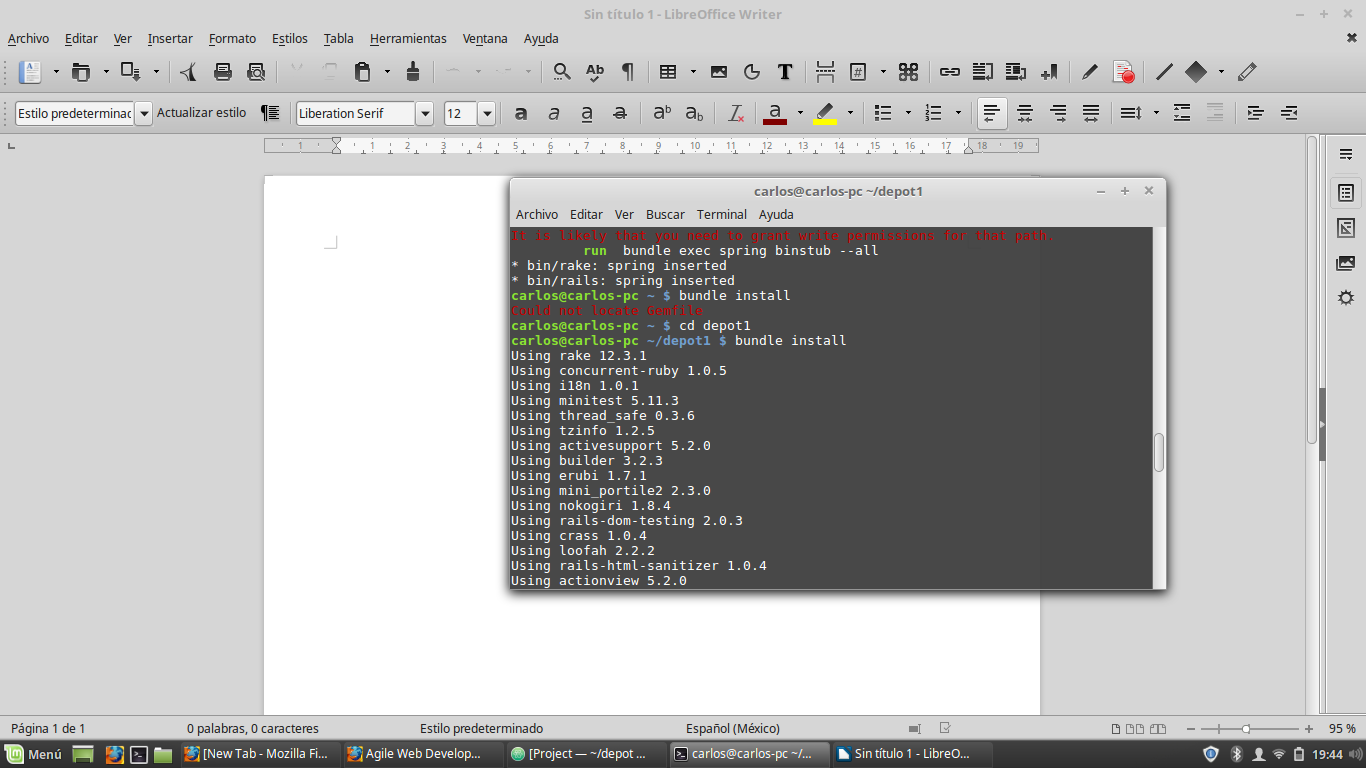 Sin título 1 - LibreOffice Writer
Archivo Editar Ver Insertar Formato Estilos Tabla Herramientas Ventana Ayuda
Estilo predeterminac Actualizar estilo Liberation Serif 12
1 1 2 3 4 5 6 7 8 9 10 11 12 13 14 15 16 17 18 19
carlos@carlos-pc ~/depot1
Archivo Editar Ver Buscar Terminal Ayuda
It is likely that you need to grant write permissions for that path.
run bundle exec spring binstub --all
* bin/rake: spring inserted
* bin/rails: spring inserted
carlos@carlos-pc ~ $ bundle install
Could not locate Gemfile
carlos@carlos-pc ~ $ cd depot1
carlos@carlos-pc ~/depot1 $ bundle install
Using rake 12.3.1
Using concurrent-ruby 1.0.5
Using i18n 1.0.1
Using minitest 5.11.3
Using thread_safe 0.3.6
Using tzinfo 1.2.5
Using activesupport 5.2.0
Using builder 3.2.3
Using erubi 1.7.1
Using mini_portile2 2.3.0
Using nokogiri 1.8.4
Using rails-dom-testing 2.0.3
Using crass 1.0.4
Using loofah 2.2.2
Using rails-html-sanitizer 1.0.4
Using actionview 5.2.0
Página 1 de 1 0 palabras, 0 caracteres Estilo predeterminado Español (México) 95 %
Menú [New Tab - Mozilla Fi... Agile Web Develop... [Project — ~/depot ... carlos@carlos-pc ~/... Sin título 1 - LibreO... 19:44